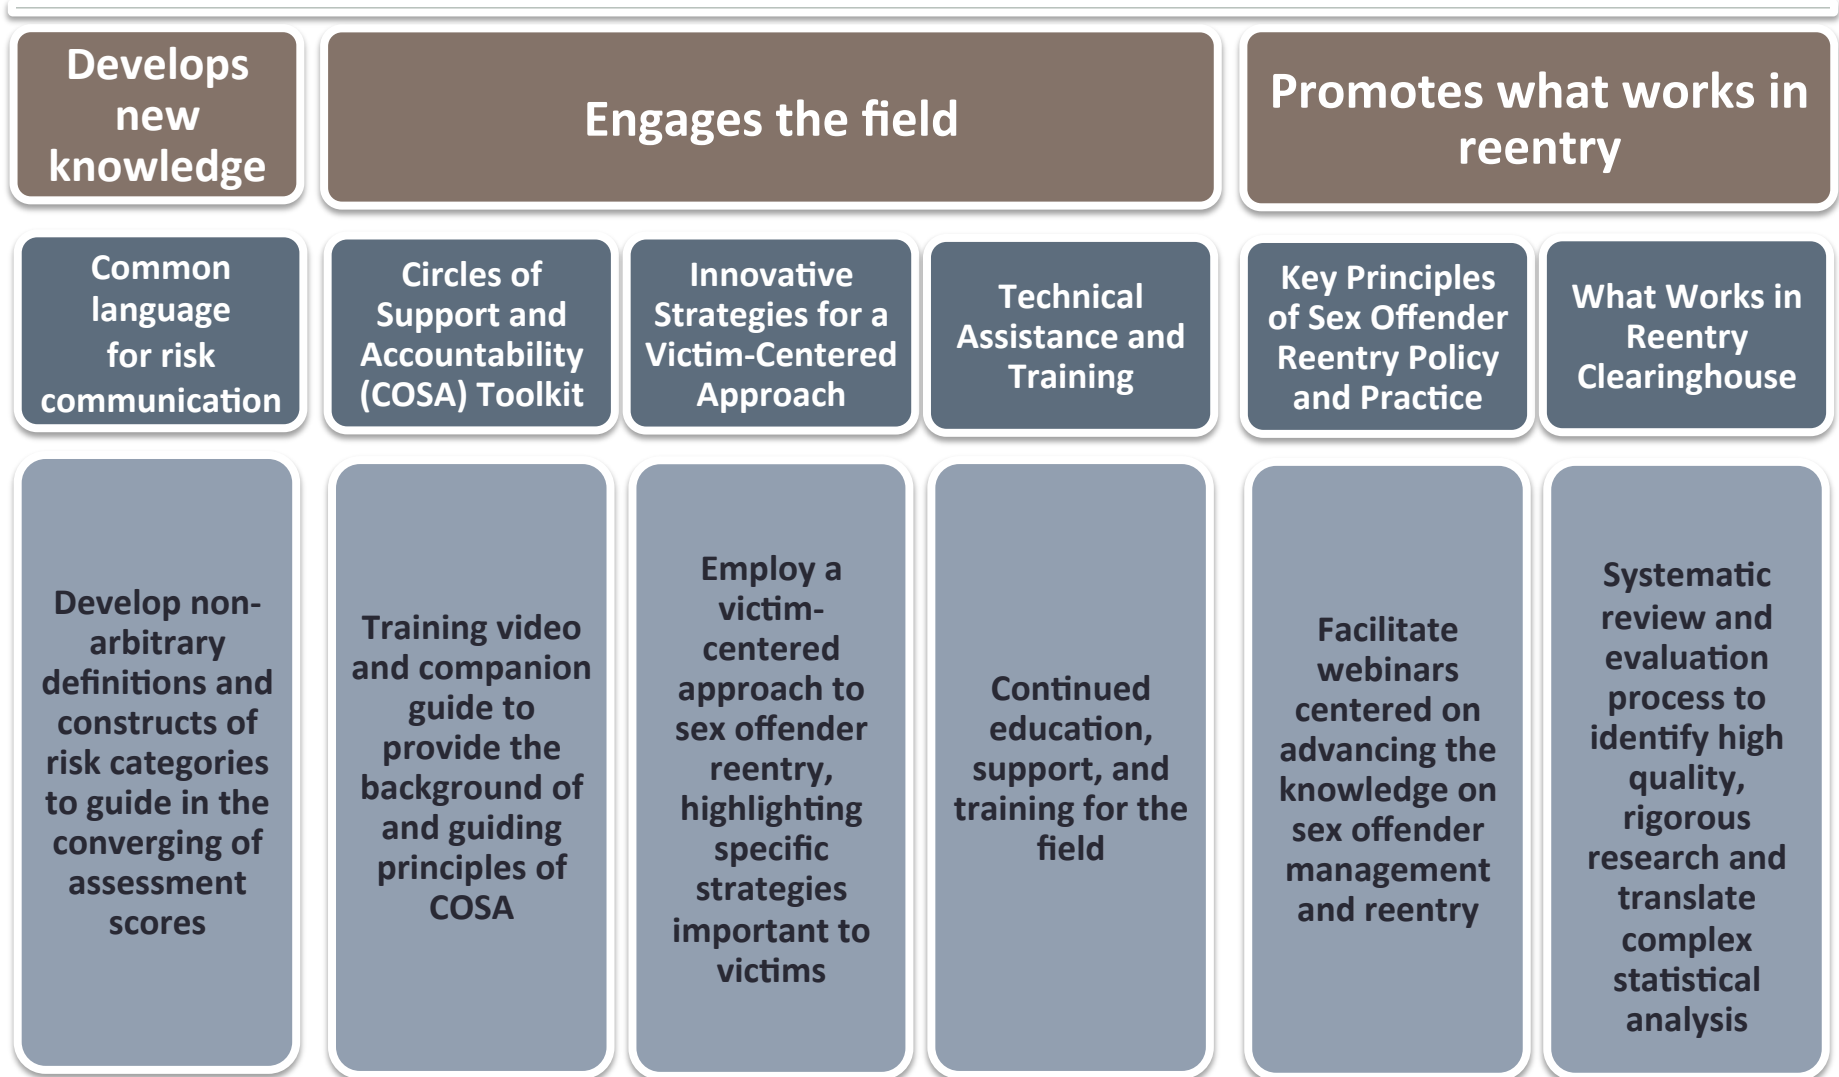 Develops
new
knowledge
Engages the field
Promotes what works in
reentry
Common
language
for risk
communication
Circles of
Support and
Accountability
(COSA) Toolkit
Innovative
Strategies for a
Victim-Centered
Approach
Technical
Assistance and
Training
Key Principles
of Sex Offender
Reentry Policy
and Practice
What Works in
Reentry
Clearinghouse
Develop non-
arbitrary
definitions and
constructs of
risk categories
to guide in the
converging of
assessment
scores
Training video
and companion
guide to
provide the
background of
and guiding
principles of
COSA
Employ a
victim-
centered
approach to
sex offender
reentry,
highlighting
specific
strategies
important to
victims
Continued
education,
support, and
training for the
field
Facilitate
webinars
centered on
advancing the
knowledge on
sex offender
management
and reentry
Systematic
review and
evaluation
process to
identify high
quality,
rigorous
research and
translate
complex
statistical
analysis